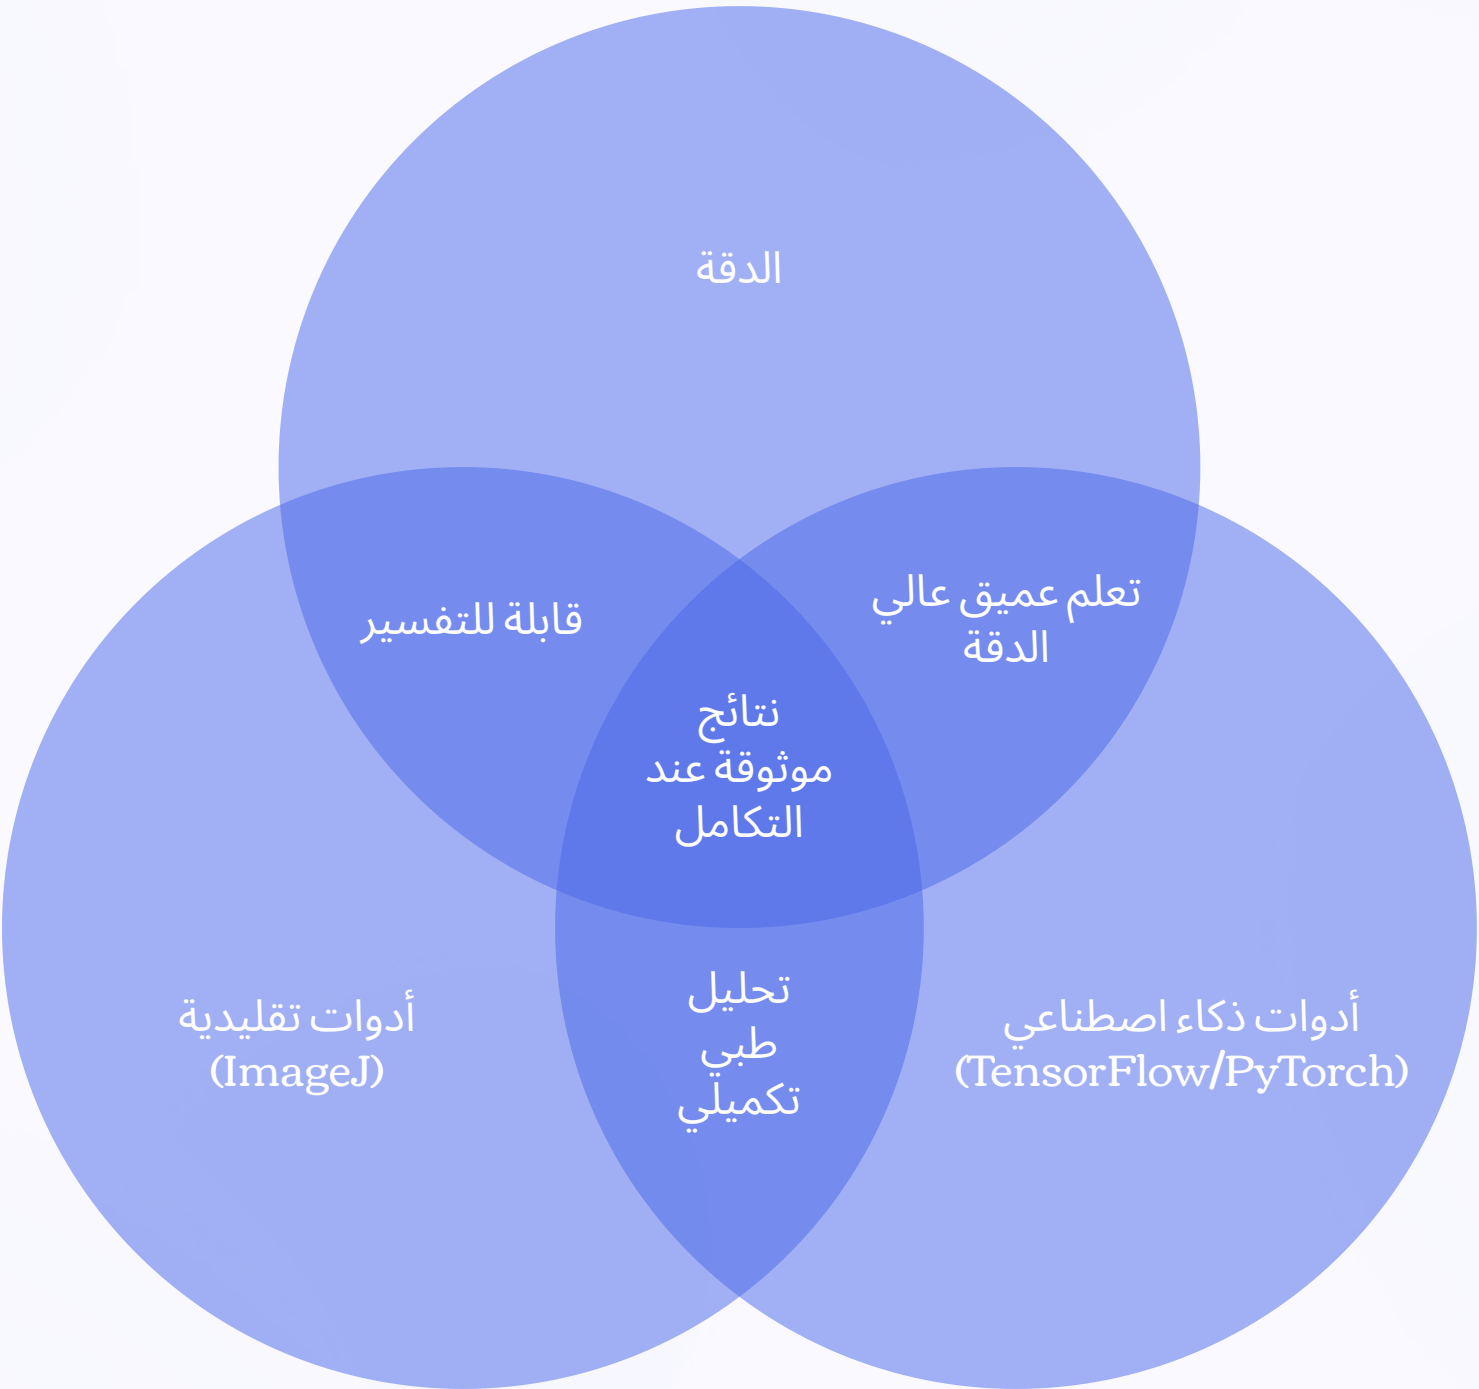 الدقة
تعلم عميق عالي
الدقة
قابلة للتفسير
نتائج
موثوقة عند
التكامل
تحليل
طبي
تكميلي
أدوات ذكاء اصطناعي
(TensorFlow/PyTorch)
أدوات تقليدية
(ImageJ)